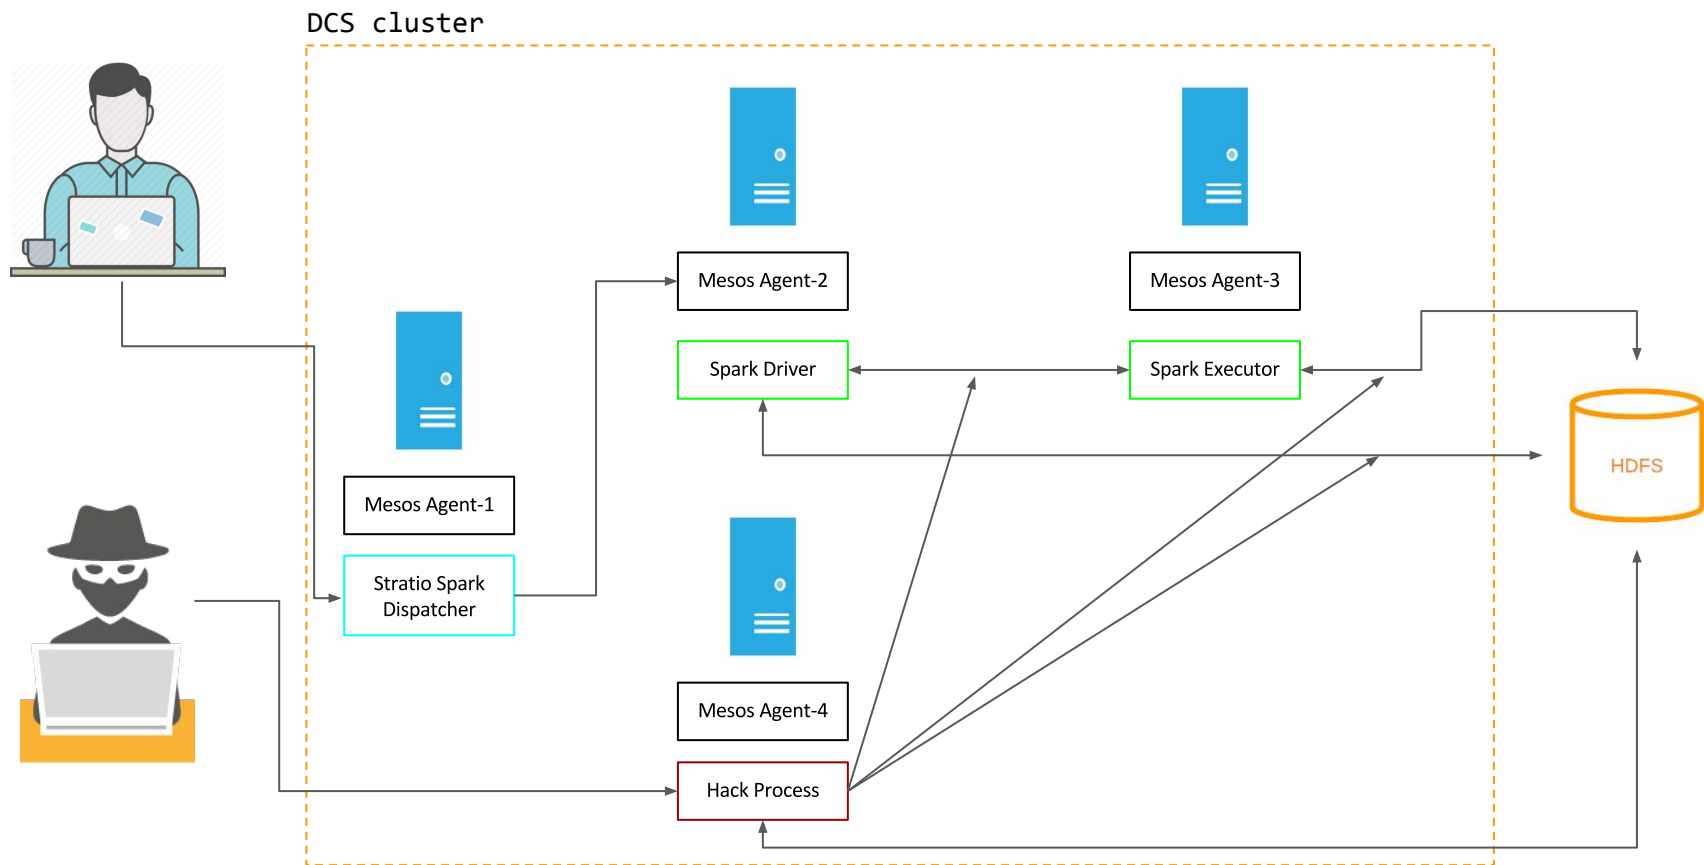 DCS cluster
Mesos Agent-2
Mesos Agent-3
Spark Driver
Spark Executor
HDFS
Mesos Agent-1
Stratio Spark
Dispatcher
Mesos Agent-4
Hack Process